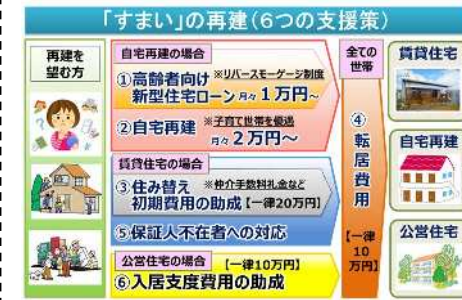 「すまい」の再建(6つの支援策)
再建を
望む方
自宅再建の場合
①高齢者向け ※リバースモーゲージ制度
新型住宅ローン 月々1万円~
②自宅再建 ※子育て世帯を優遇
月々2万円~
賃貸住宅の場合
③住み替え ※仲介手数料礼金など
初期費用の助成【一律20万円】
⑤保証人不在者への対応
公営住宅の場合 【一律10万円】
⑥入居支度費用の助成
全ての
世帯
④
転居費用
【一律
10
万円】
賃貸住宅
自宅再建
公営住宅